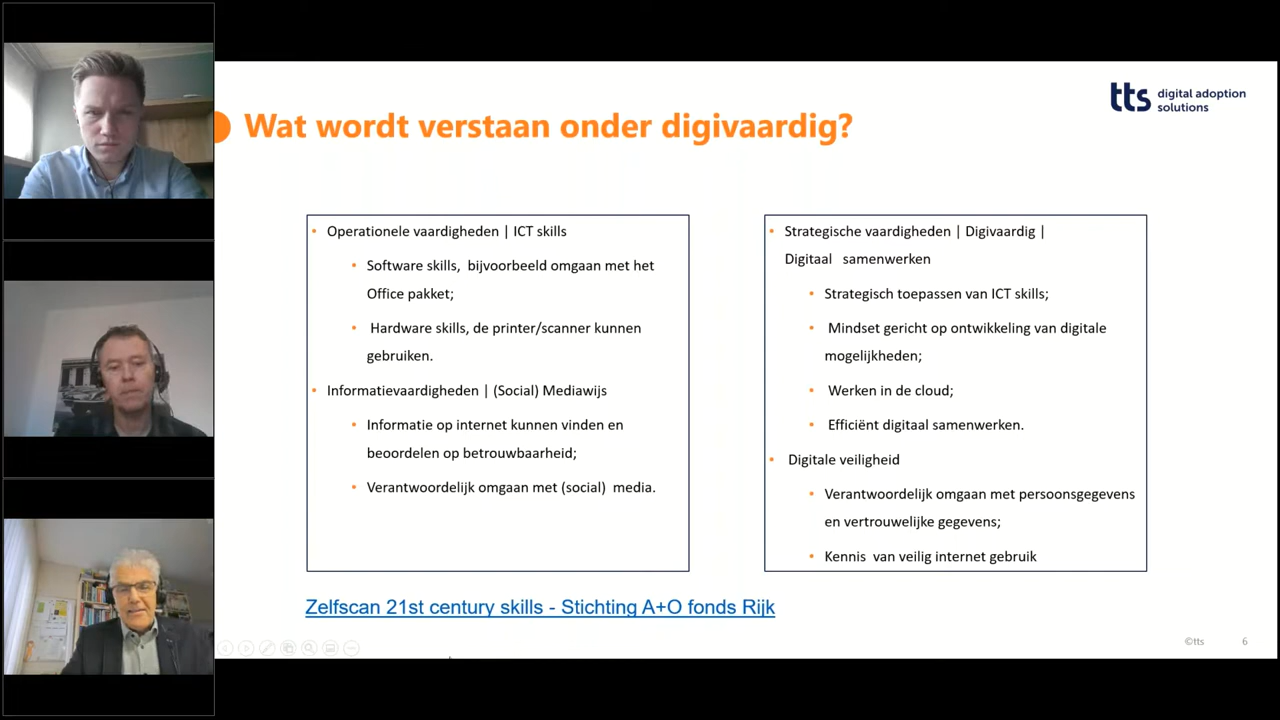 tts digital adoption
solutions
Wat wordt verstaan onder digivaardig?
• Operationele vaardigheden | ICT skills
• Software skills, bijvoorbeeld omgaan met het
Office pakket;
• Hardware skills, de printer/scanner kunnen
gebruiken.
• Informatievaardigheden | (Social) Mediawijs
• Informatie op internet kunnen vinden en
beoordelen op betrouwbaarheid;
• Verantwoordelijk omgaan met (social) media.
• Strategische vaardigheden | Digivaardig |
Digitaal samenwerken
• Strategisch toepassen van ICT skills;
• Mindset gericht op ontwikkeling van digitale
mogelijkheden;
• Werken in de cloud;
• Efficiënt digitaal samenwerken.
• Digitale veiligheid
• Verantwoordelijk omgaan met persoonsgegevens
en vertrouwelijke gegevens;
• Kennis van veilig internet gebruik
Zelfscan 21st century skills - Stichting A+O fonds Rijk
©tts 6